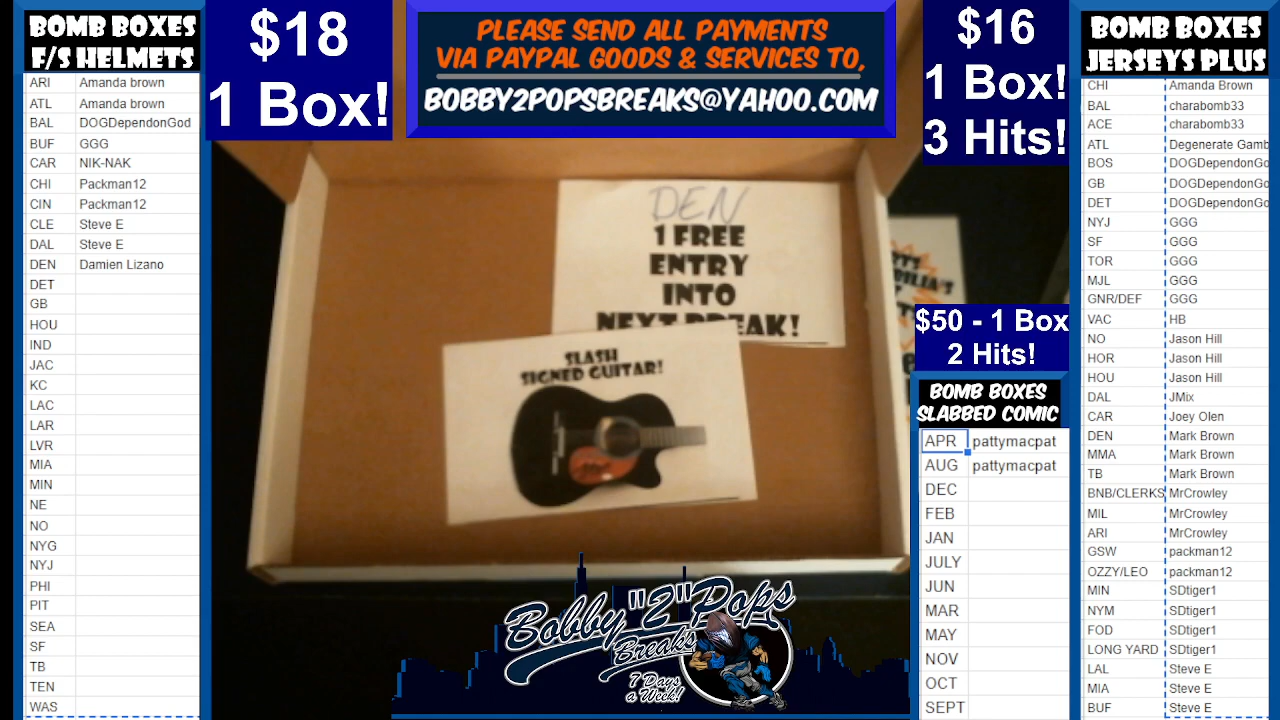 BOMB BOXES
F/S HELMETS
ARI Amanda brown
ATL Amanda brown
BAL DOGDependonGod
BUF GGG
CAR NIK-NAK
CHI Packman12
CIN Packman12
CLE Steve E
DAL Steve E
DEN Damien Lizano
DET
GB
HOU
IND
JAC
KC
LAC
LAR
LVR
MIA
MIN
NE
NO
NYG
NYJ
PHI
PIT
SEA
SF
TB
TEN
WAS
$18
1 Box!
PLEASE SEND ALL PAYMENTS
VIA PAYPAL GOODS & SERVICES TO,
BOBBY2POPSBREAKS@YAHOO.COM
DEN
1 FREE
ENTRY
INTO
NEXT BREAK!
SLASH
SIGNED GUITAR!
Bobby "2" Pops
Breaks
7 Days
a Week!
$16
1 Box!
3 Hits!
$50 - 1 Box
2 Hits!
BOMB BOXES
SLABBED COMIC
APR pattymacpat
AUG pattymacpat
DEC
FEB
JAN
JULY
JUN
MAR
MAY
NOV
OCT
SEPT
BOMB BOXES
JERSEYS PLUS
CHI Amanda Brown
BAL charabomb33
ACE charabomb33
ATL Degenerate Gamb
BOS DOGDependonGo
GB DOGDependonGo
DET DOGDependonGo
NYJ GGG
SF GGG
TOR GGG
MJL GGG
GNR/DEF GGG
VAC HB
NO Jason Hill
HOR Jason Hill
HOU Jason Hill
DAL JMix
CAR Joey Olen
DEN Mark Brown
MMA Mark Brown
TB Mark Brown
BNB/CLERKS MrCrowley
MIL MrCrowley
ARI MrCrowley
GSW packman12
OZZY/LEO packman12
MIN SDtiger1
NYM SDtiger1
FOD SDtiger1
LONG YARD SDtiger1
LAL Steve E
MIA Steve E
BUF Steve E